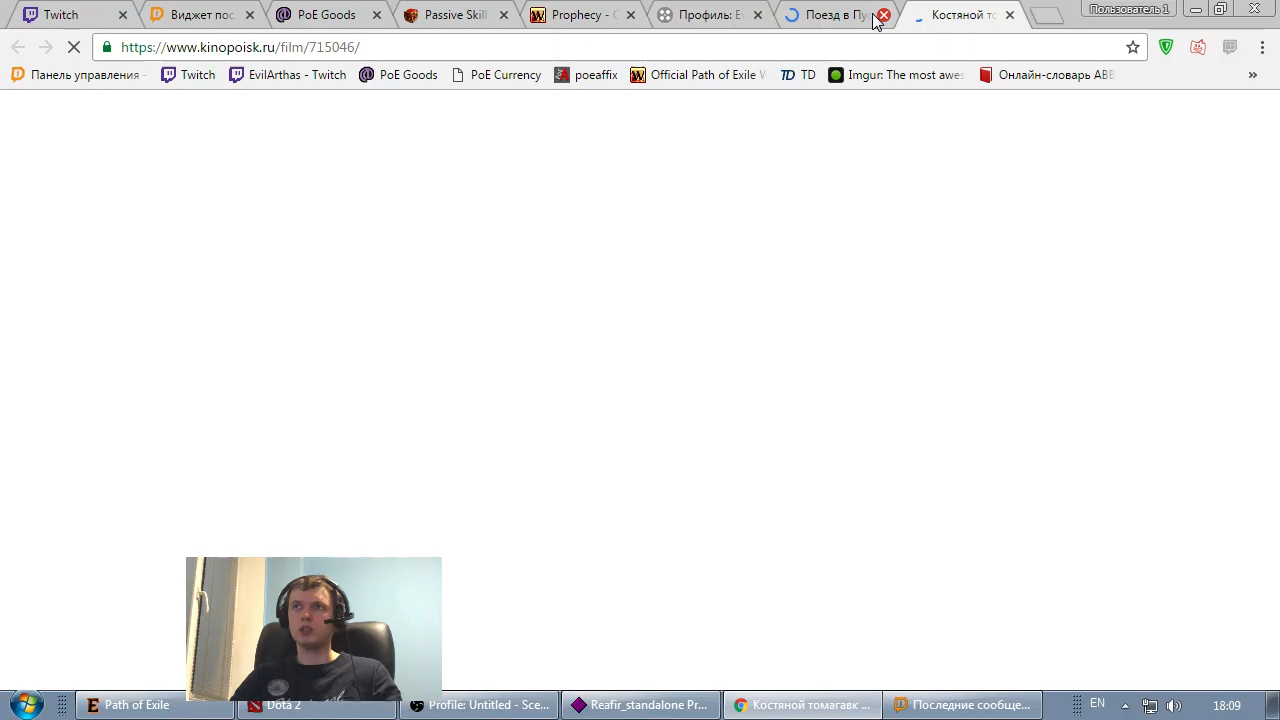 Twitch
Виджет пос
PoE Goods
Passive Skill
Prophecy - O
Профиль: Ev
Поезд в Пу
Костяной то
Пользователь 1
https://www.kinopoisk.ru/film/715046/
Панель управления
Twitch
EvilArthas - Twitch
PoE Goods
PoE Currency
poeaffix
Official Path of Exile W
TD
TD
Imgur: The most awes
Онлайн-словарь ABB
»
Path of Exile
Dota 2
Profile: Untitled - Sce...
Reafir_standalone Pr...
Костяной томагавк ...
Последние сообще...
EN
18:09